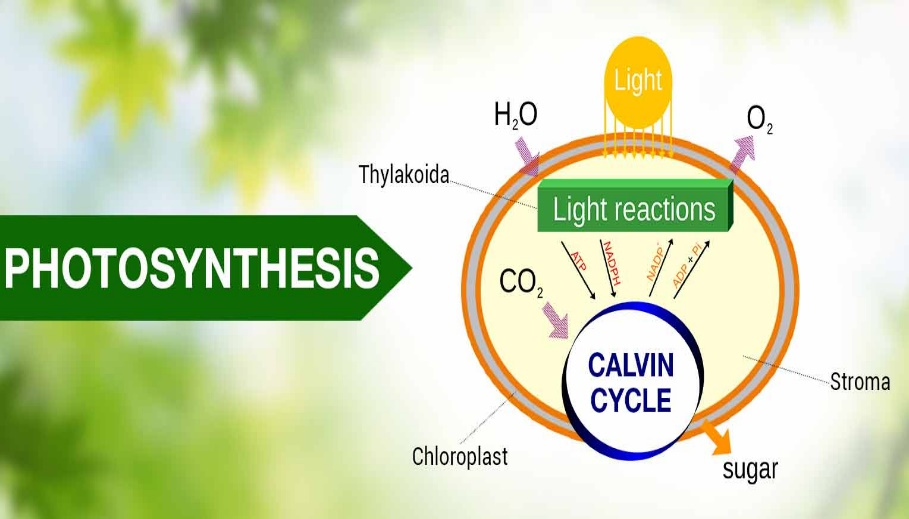 PHOTOSYNTHESIS
Light
H₂O
O₂
Thylakoida
Light reactions
ATP
NADPH
NADP⁺
ADP + Pi
CO₂
CALVIN
CYCLE
Stroma
Chloroplast
sugar